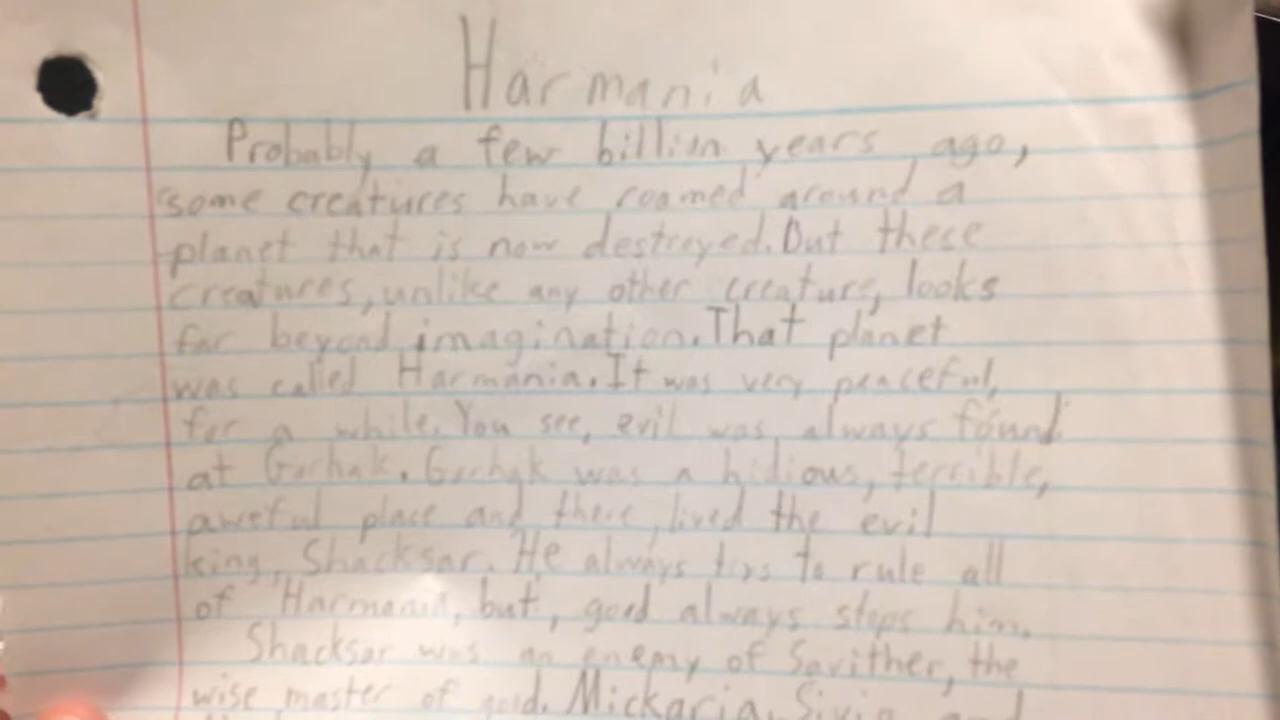 Harmania
Probably a few billion years ago,
some creatures have roamed around a
planet that is now destroyed. But these
creatures, unlike any other creature, looks
far beyond imagination. That planet
was called Harmania. It was very peaceful,
for a while. You see, evil was always found
at Gorhak. Gorhak was a hidious, terrible,
aweful place and there, lived the evil
king, Shacksar. He always to rule all
of Harmania, but, good always stops him.
Shacksar was an enemy of Savither, the
wise master of good. Mickaria, Sivin and